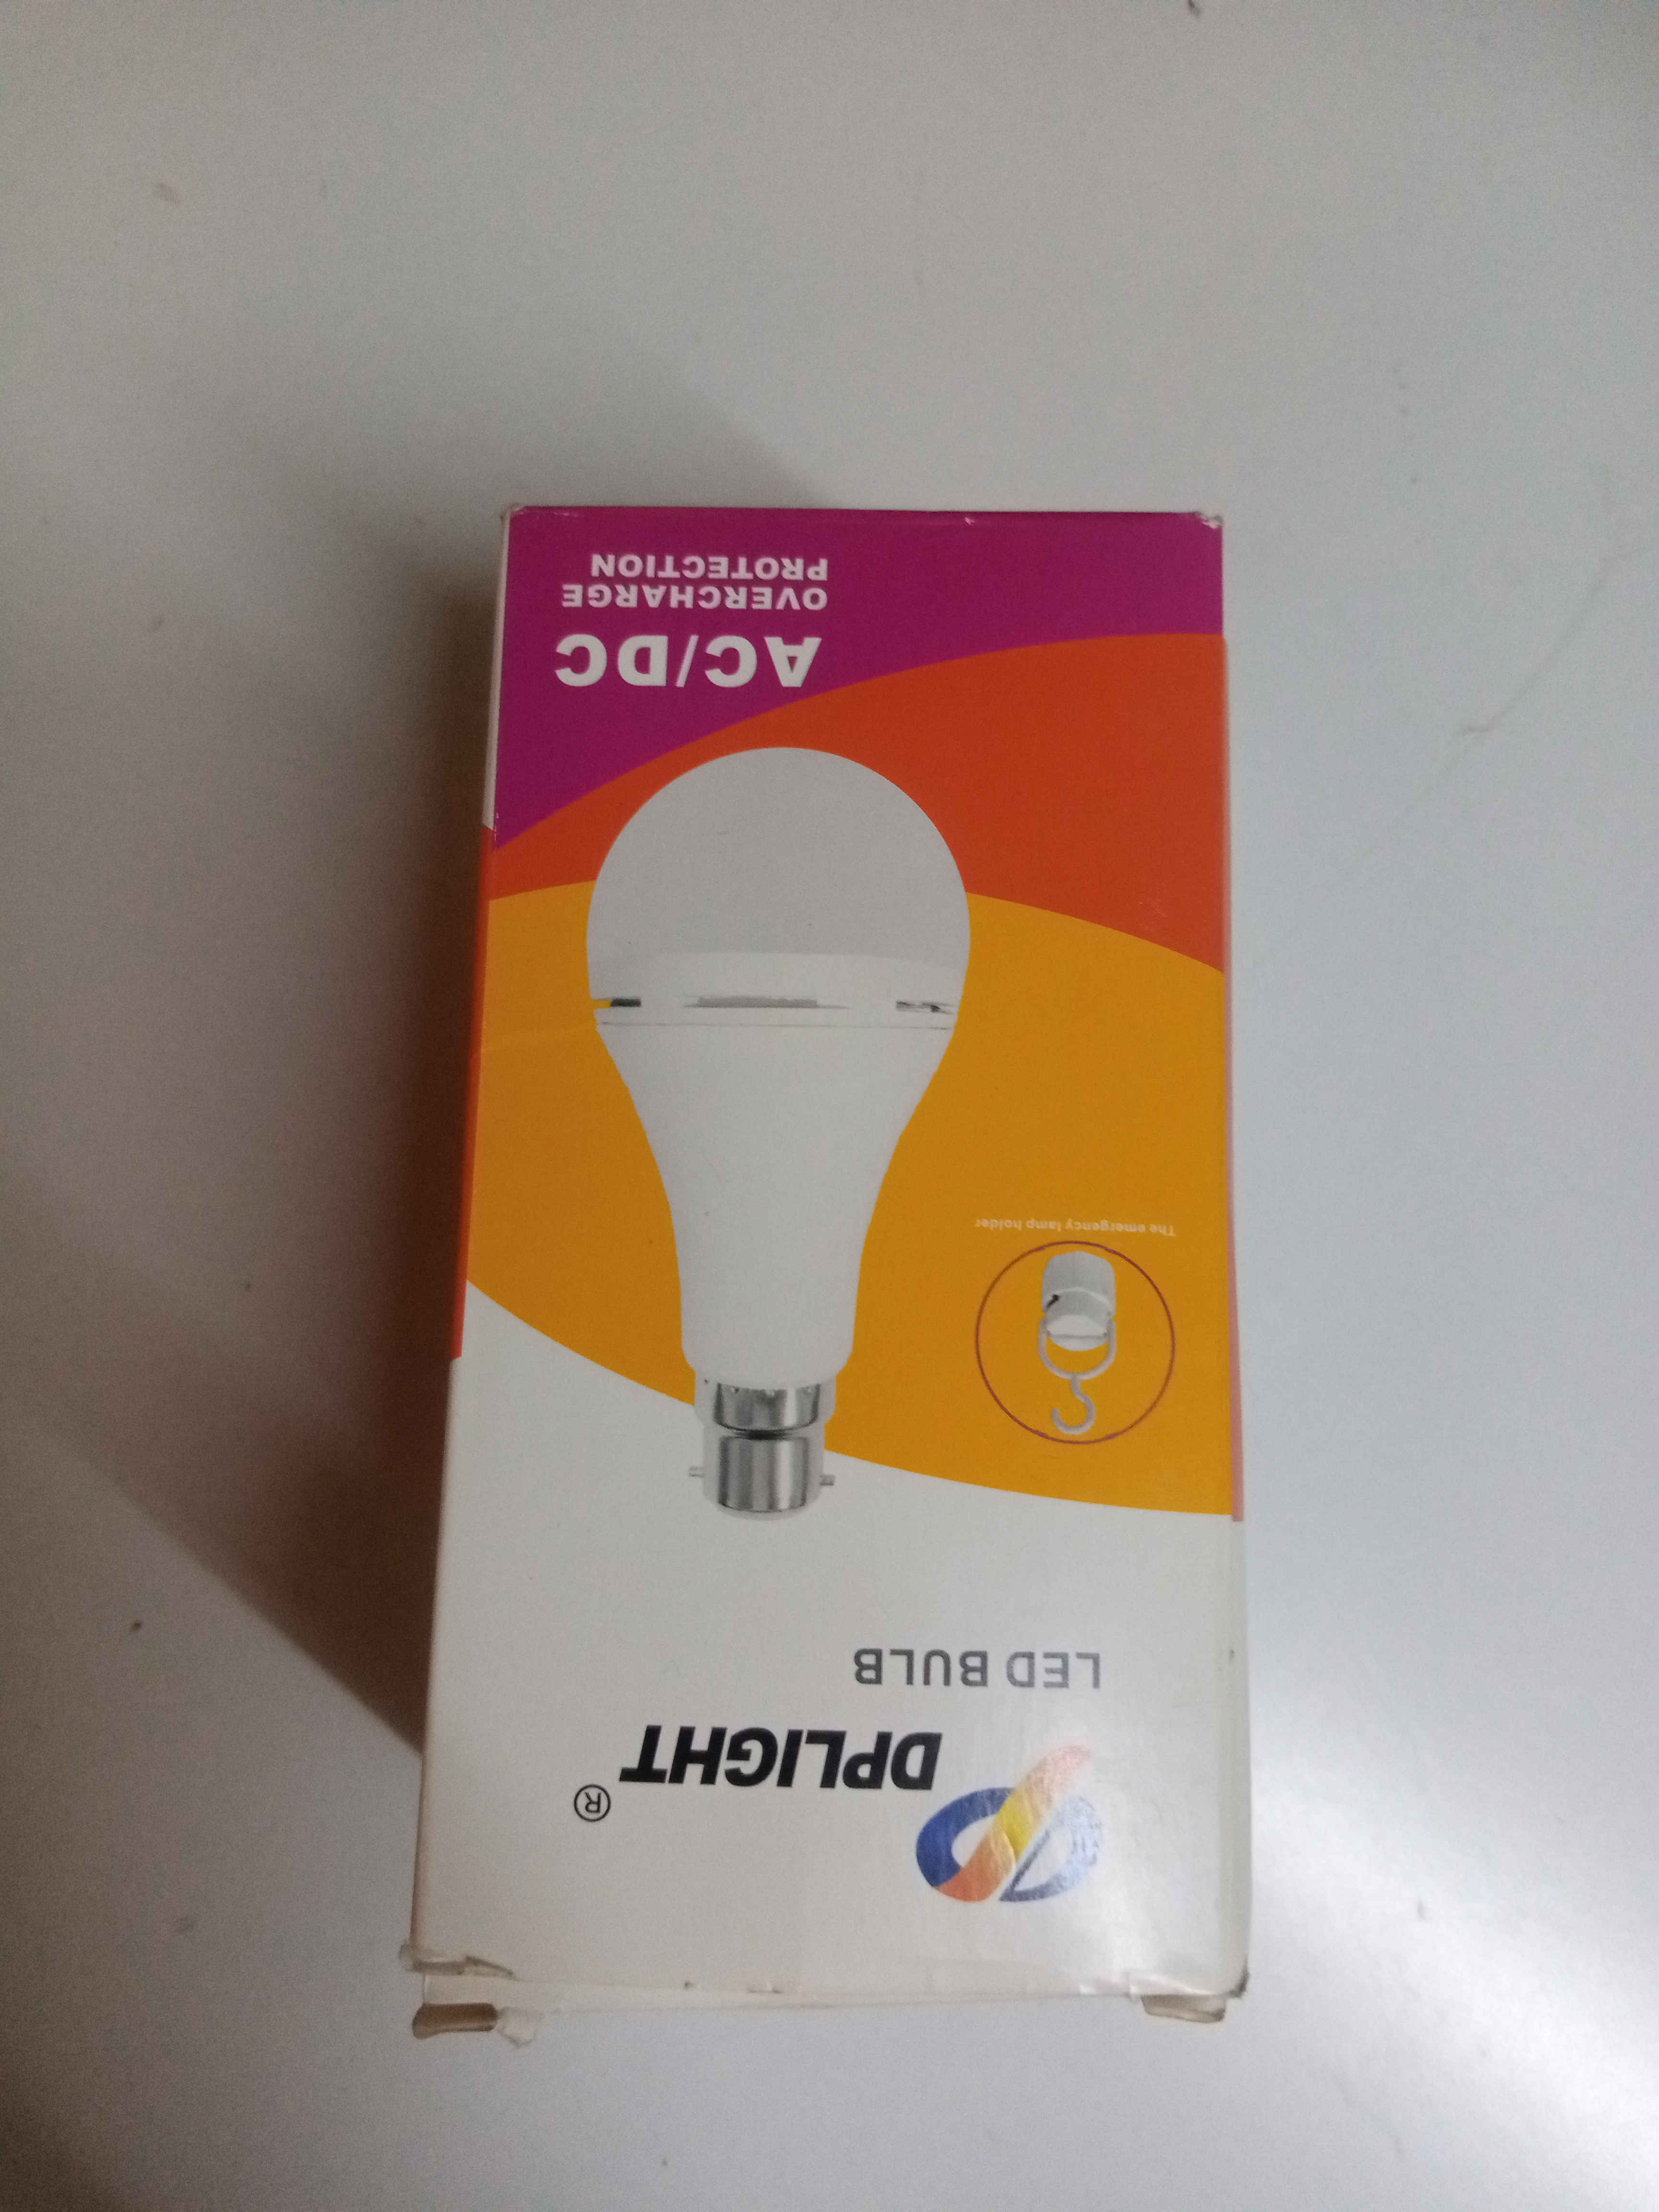 DPLIGHT®
LED BULB
The emergency lamp holder
AC/DC
OVERCHARGE
PROTECTION